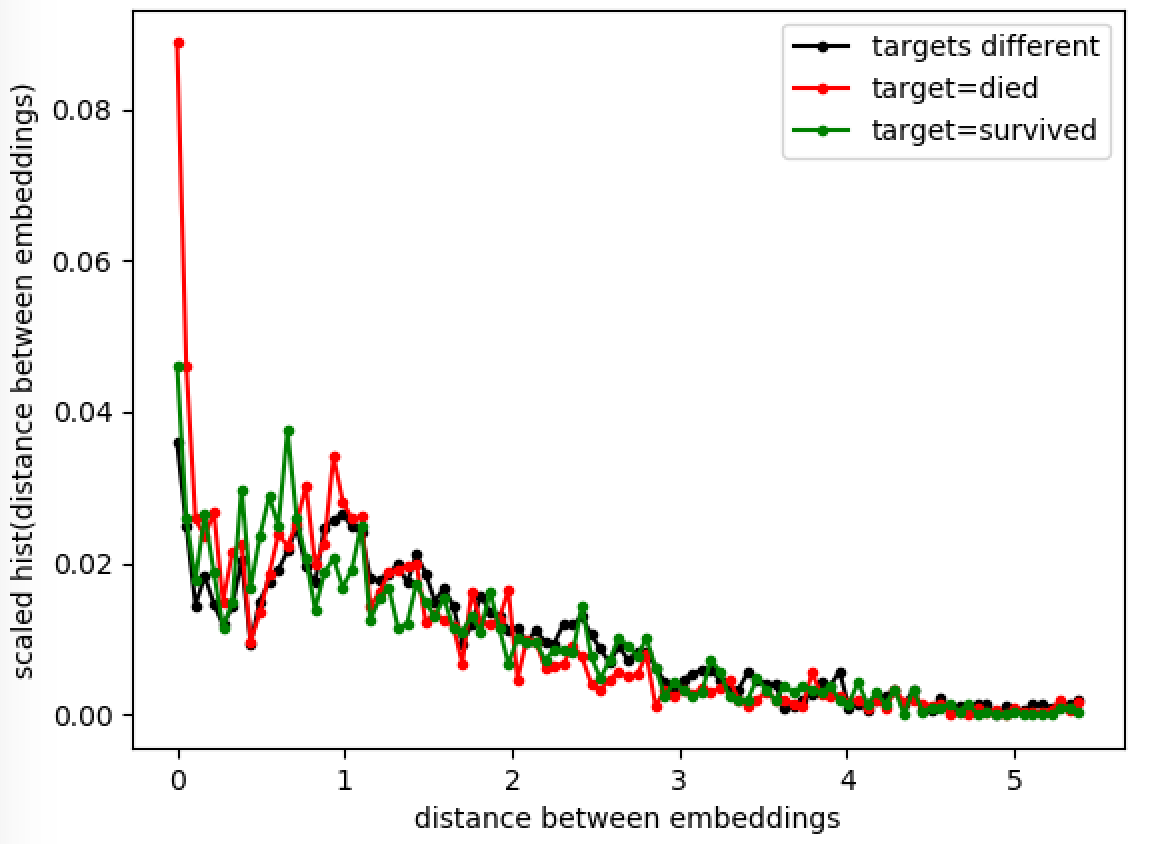 targets different
target=died
target=survived
scaled hist(distance between embeddings)
0.08
0.06
0.04
0.02
0.00
0 1 2 3 4 5
distance between embeddings